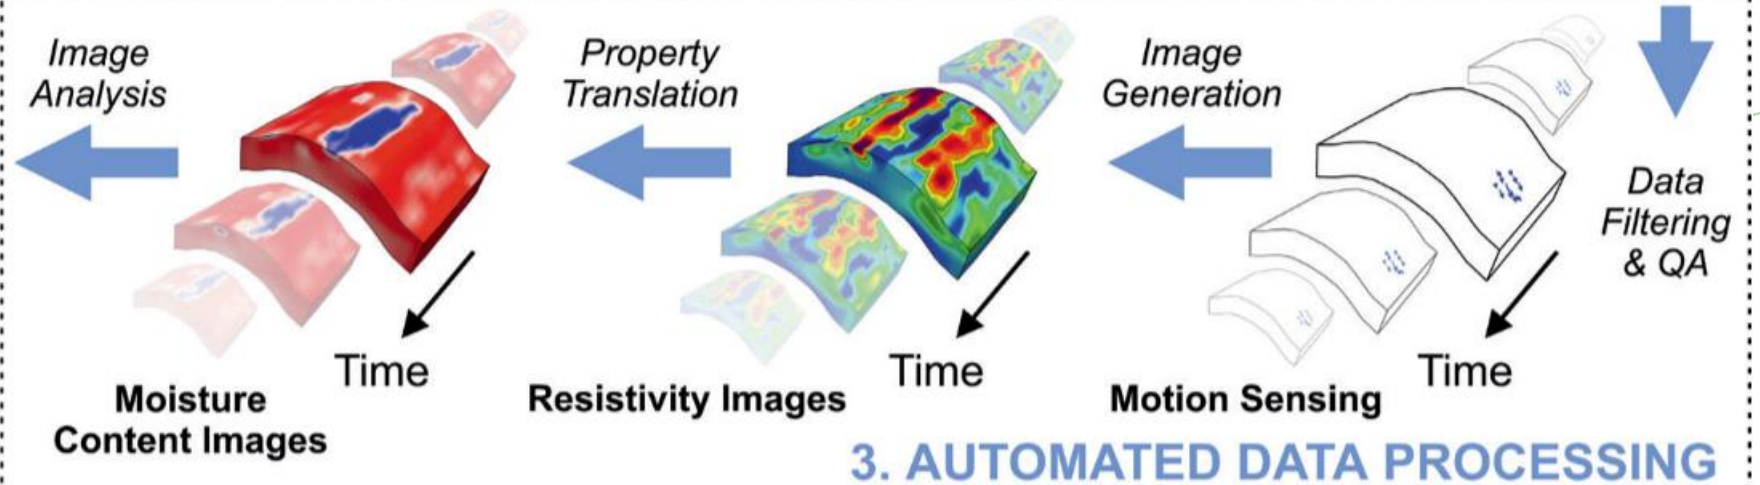 Image
Analysis
Property
Translation
Image
Generation
Data
Filtering
& QA
Time
Time
Time
Moisture
Content Images
Resistivity Images
Motion Sensing
3. AUTOMATED DATA PROCESSING